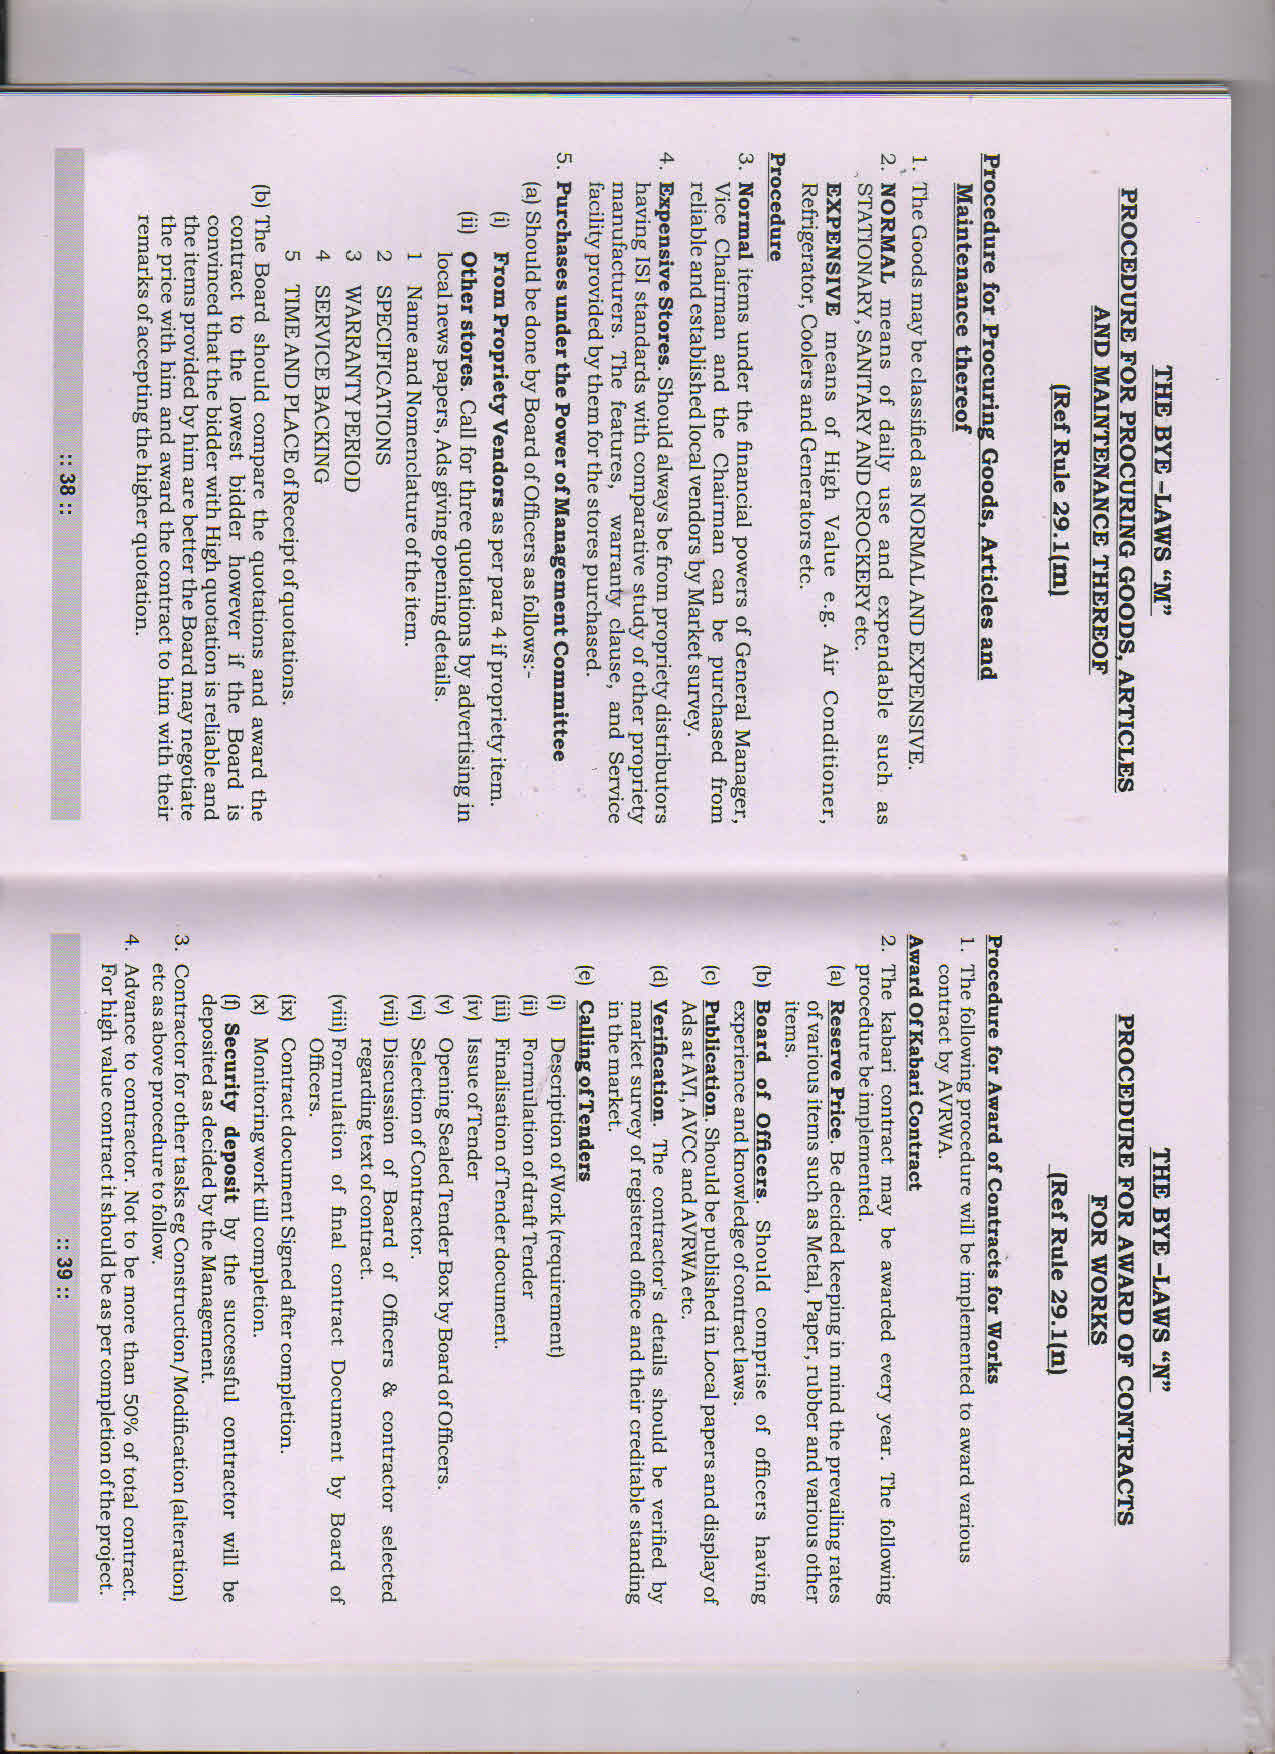 THE BYE –LAWS “M”
PROCEDURE FOR PROCURING GOODS, ARTICLES
AND MAINTENANCE THEREOF
(Ref Rule 29.1(m)
Procedure for Procuring Goods, Articles and
Maintenance thereof
1. The Goods may be classified as NORMAL AND EXPENSIVE.
2. NORMAL means of daily use and expendable such as
STATIONARY, SANITARY AND CROCKERY etc.
EXPENSIVE means of High Value e.g. Air Conditioner,
Refrigerator, Coolers and Generators etc.
Procedure
3. Normal items under the financial powers of General Manager,
Vice Chairman and the Chairman can be purchased from
reliable and established local vendors by Market survey.
4. Expensive Stores. Should always be from propriety distributors
having ISI standards with comparative study of other propriety
manufacturers. The features, warranty clause, and Service
facility provided by them for the stores purchased.
5. Purchases under the Power of Management Committee
(a) Should be done by Board of Officers as follows:-
(i) From Propriety Vendors as per para 4 if propriety item.
(ii) Other stores. Call for three quotations by advertising in
local news papers, Ads giving opening details.
1 Name and Nomenclature of the item.
2 SPECIFICATIONS
3 WARRANTY PERIOD
4 SERVICE BACKING
5 TIME AND PLACE of Receipt of quotations.
(b) The Board should compare the quotations and award the
contract to the lowest bidder however if the Board is
convinced that the bidder with High quotation is reliable and
the items provided by him are better the Board may negotiate
the price with him and award the contract to him with their
remarks of accepting the higher quotation.
:: 38 ::
THE BYE –LAWS “N”
PROCEDURE FOR AWARD OF CONTRACTS
FOR WORKS
(Ref Rule 29.1(n)
Procedure for Award of Contracts for Works
1. The following procedure will be implemented to award various
contract by AVRWA.
Award Of Kabari Contract
2. The kabari contract may be awarded every year. The following
procedure be implemented.
(a) Reserve Price. Be decided keeping in mind the prevailing rates
of various items such as Metal, Paper, rubber and various other
items.
(b) Board of Officers. Should comprise of officers having
experience and knowledge of contract laws.
(c) Publication. Should be published in Local papers and display of
Ads at AVI, AVCC and AVRWA etc.
(d) Verification. The contractor's details should be verified by
market survey of registered office and their creditable standing
in the market.
(e) Calling of Tenders
(i) Description of Work (requirement)
(ii) Formulation of draft Tender
(iii) Finalisation of Tender document.
(iv) Issue of Tender
(v) Opening Sealed Tender Box by Board of Officers.
(vi) Selection of Contractor.
(vii) Discussion of Board of Officers & contractor selected
regarding text of contract.
(viii) Formulation of final contract Document by Board of
Officers.
(ix) Contract document Signed after completion.
(x) Monitoring work till completion.
(f) Security deposit by the successful contractor will be
deposited as decided by the Management.
3. Contractor for other tasks eg Construction/Modification (alteration)
etc as above procedure to follow.
4. Advance to contractor. Not to be more than 50% of total contract.
For high value contract it should be as per completion of the project.
:: 39 ::